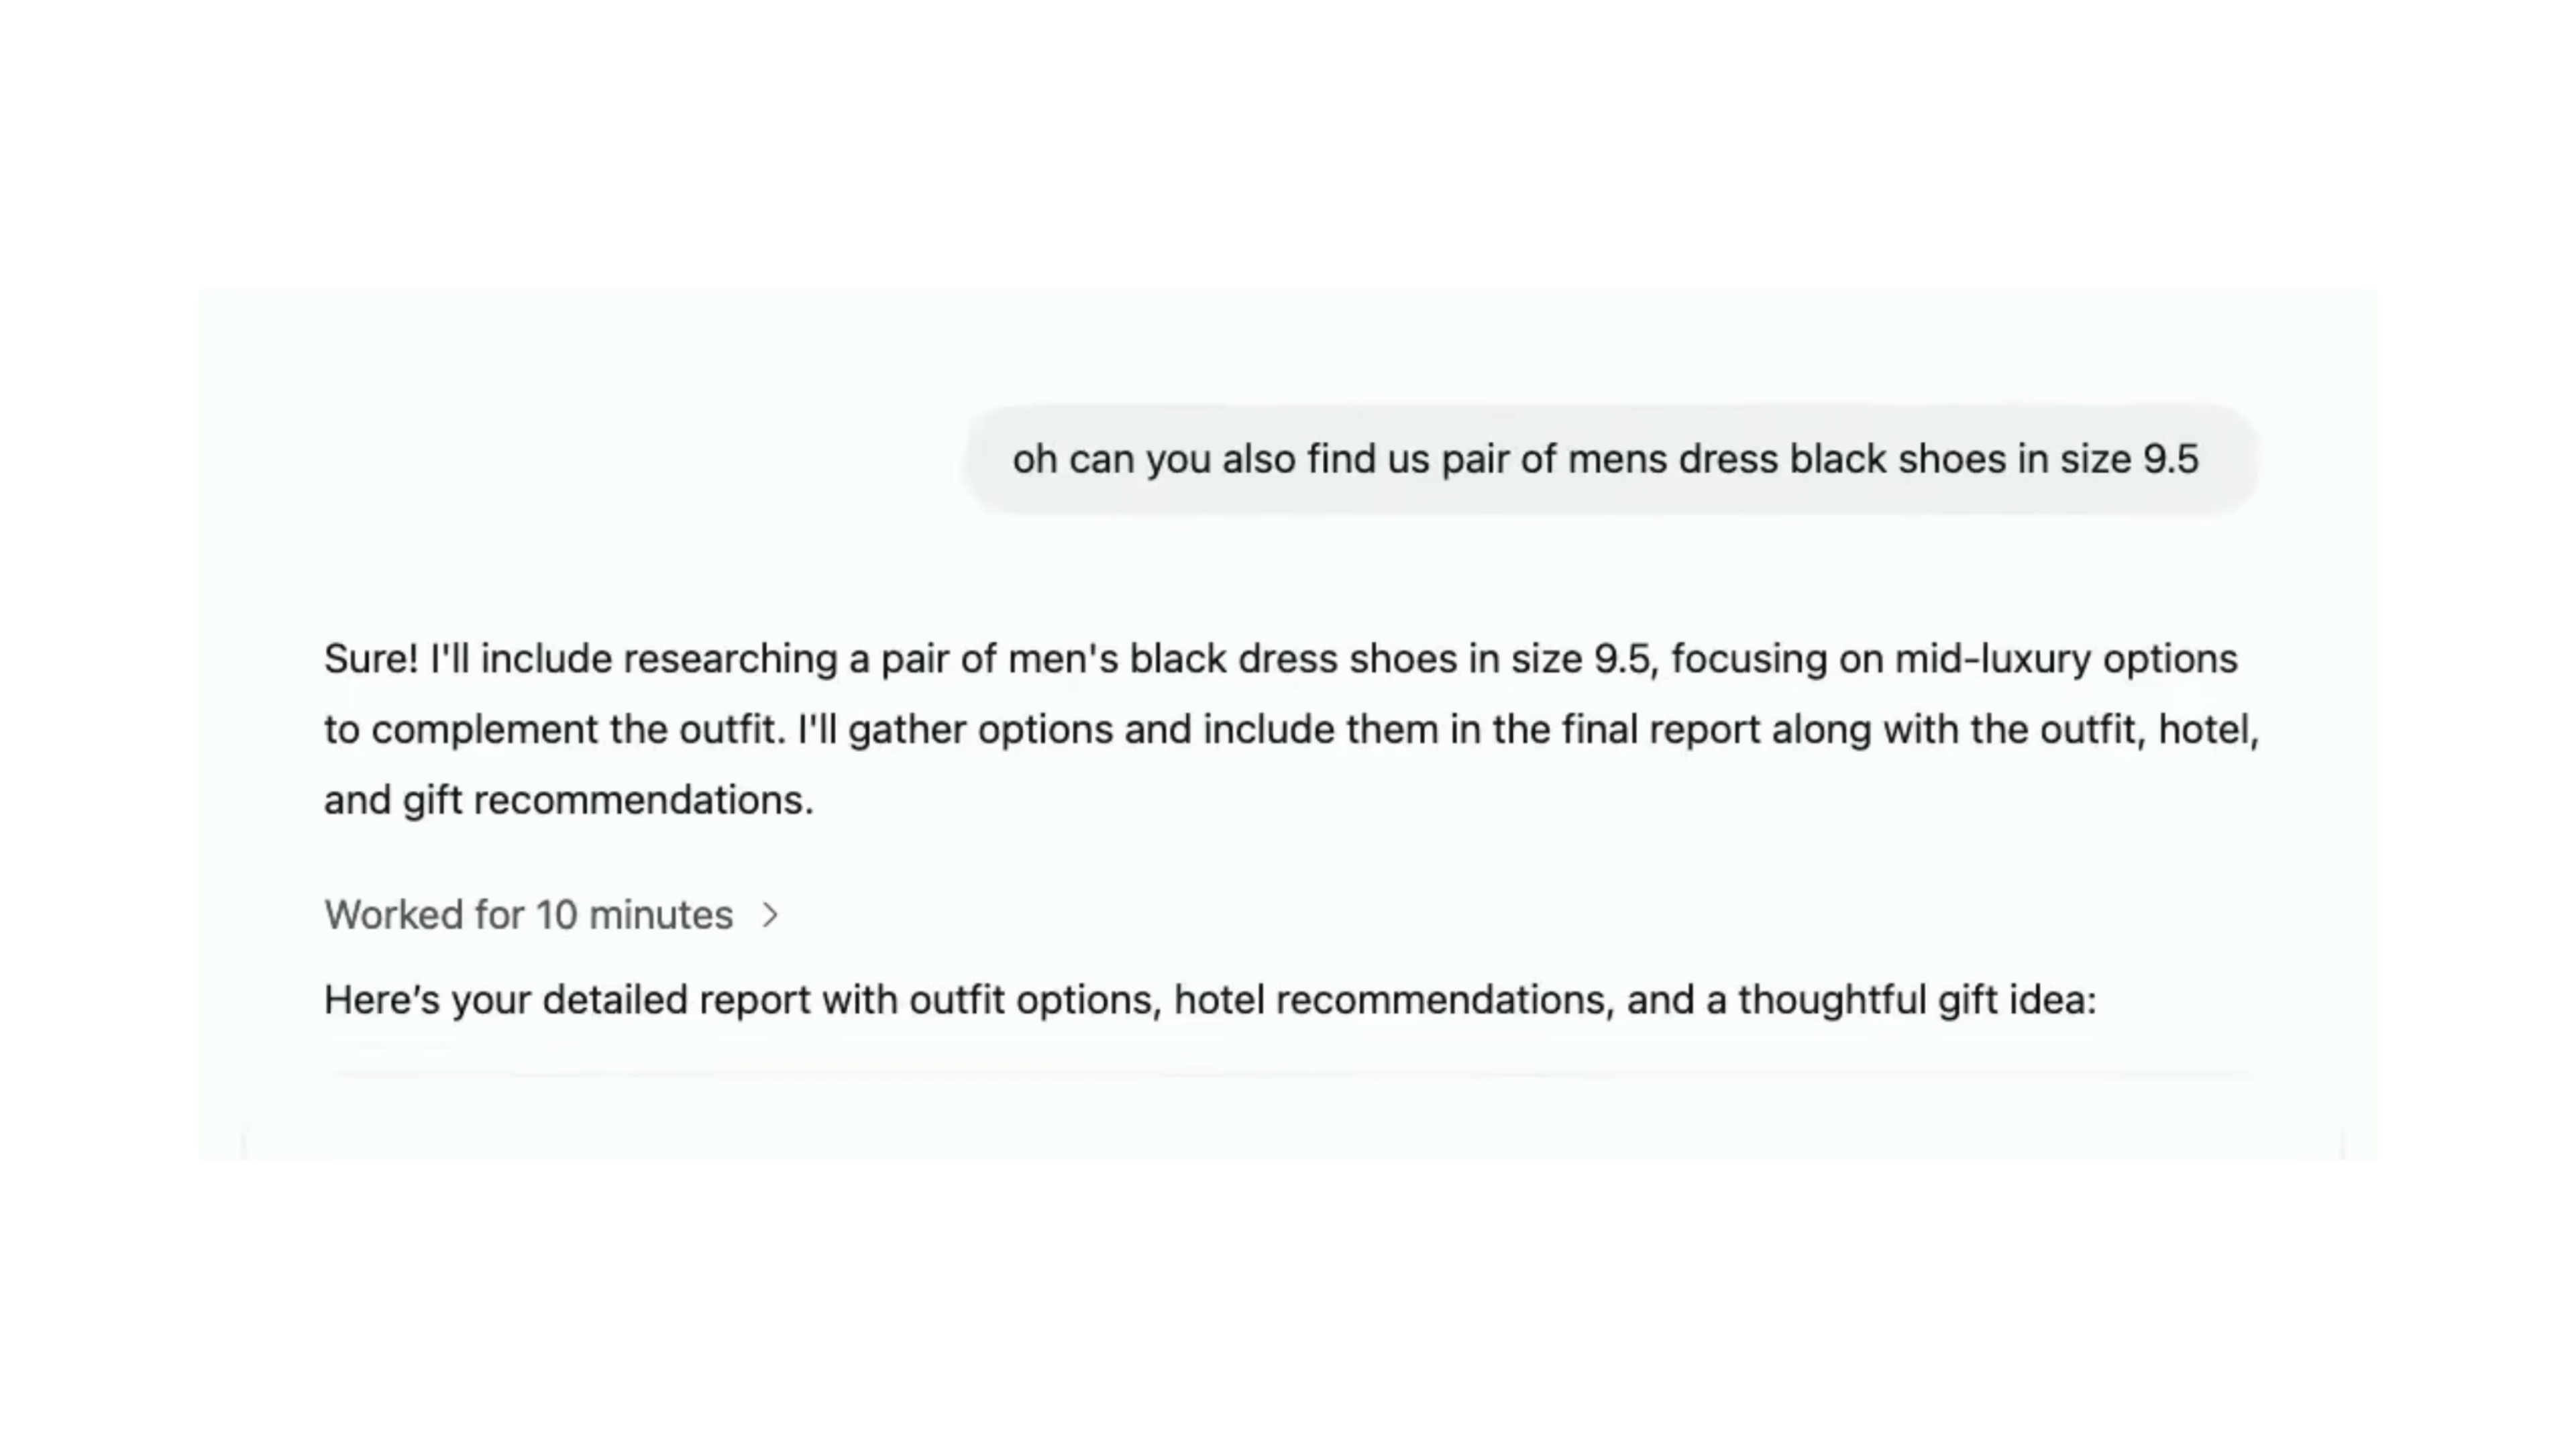 oh can you also find us pair of mens dress black shoes in size 9.5
Sure! I'll include researching a pair of men's black dress shoes in size 9.5, focusing on mid-luxury options
to complement the outfit. I'll gather options and include them in the final report along with the outfit, hotel,
and gift recommendations.
Worked for 10 minutes >
Here’s your detailed report with outfit options, hotel recommendations, and a thoughtful gift idea: